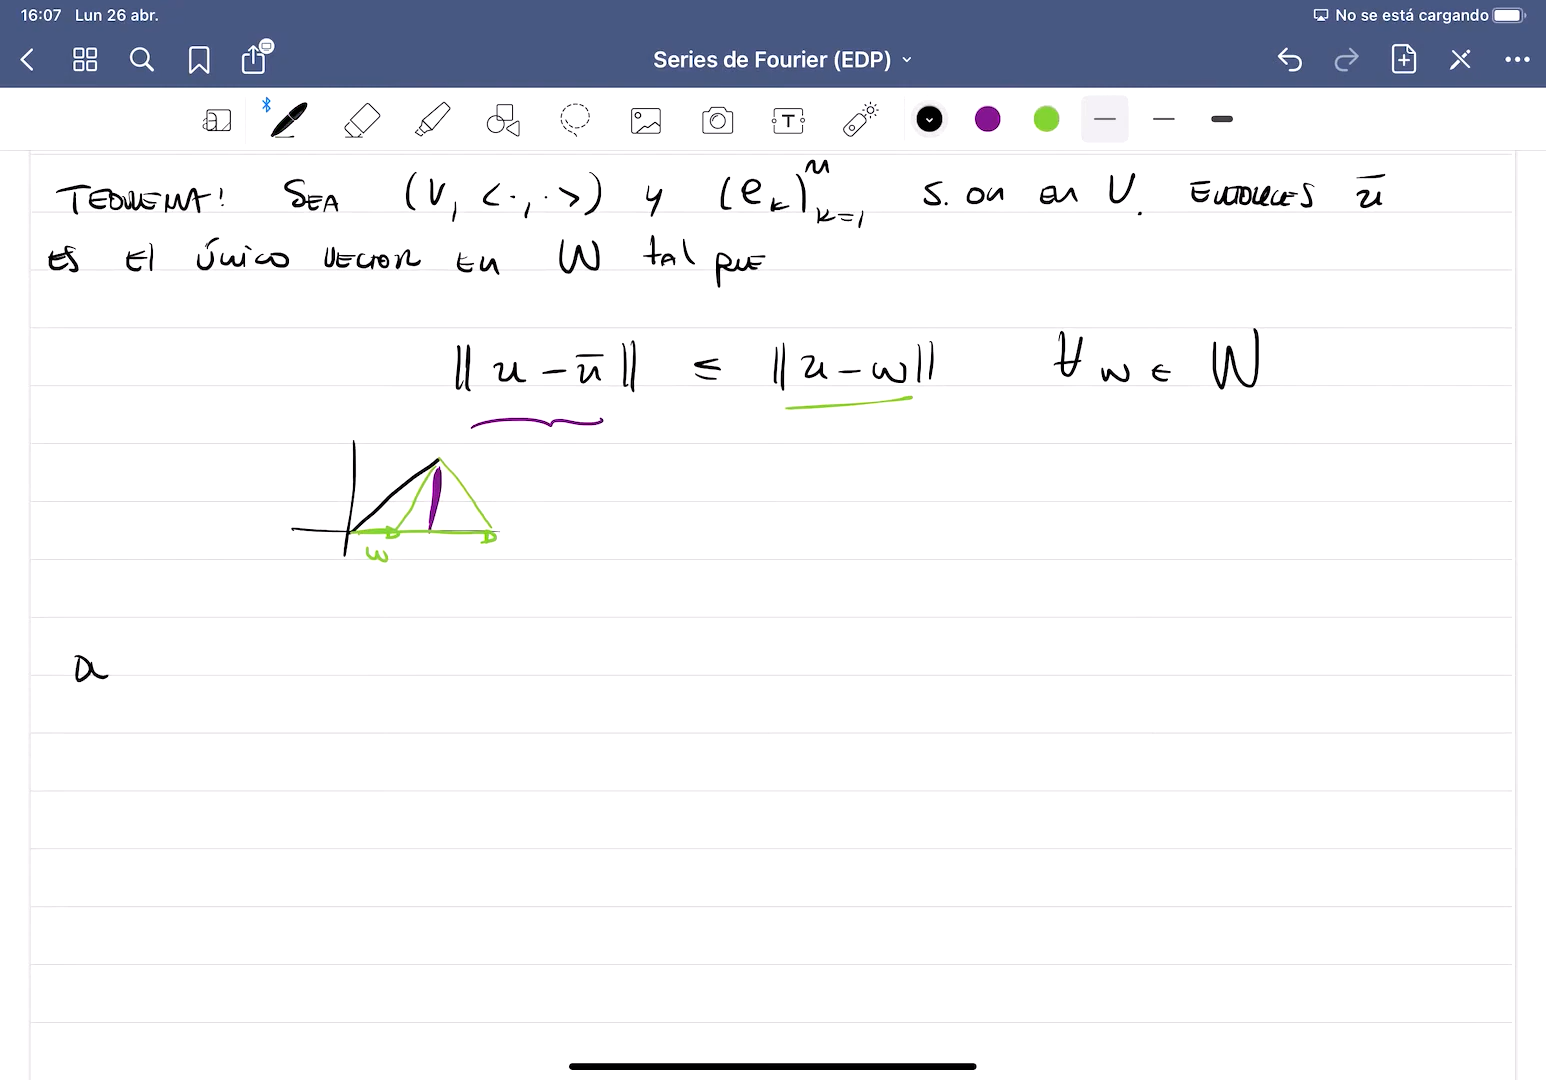 16:07 Lun 26 abr. No se está cargando
Series de Fourier (EDP)
TEOREMA: SEA (V, <·,·>) y (e_k)_{k=1}^n S. ON EN V. ENTONCES ū
ES El único VECTOR EN W tal que
||u - ū|| ≤ ||u - w|| ∀ w ∈ W
w
a